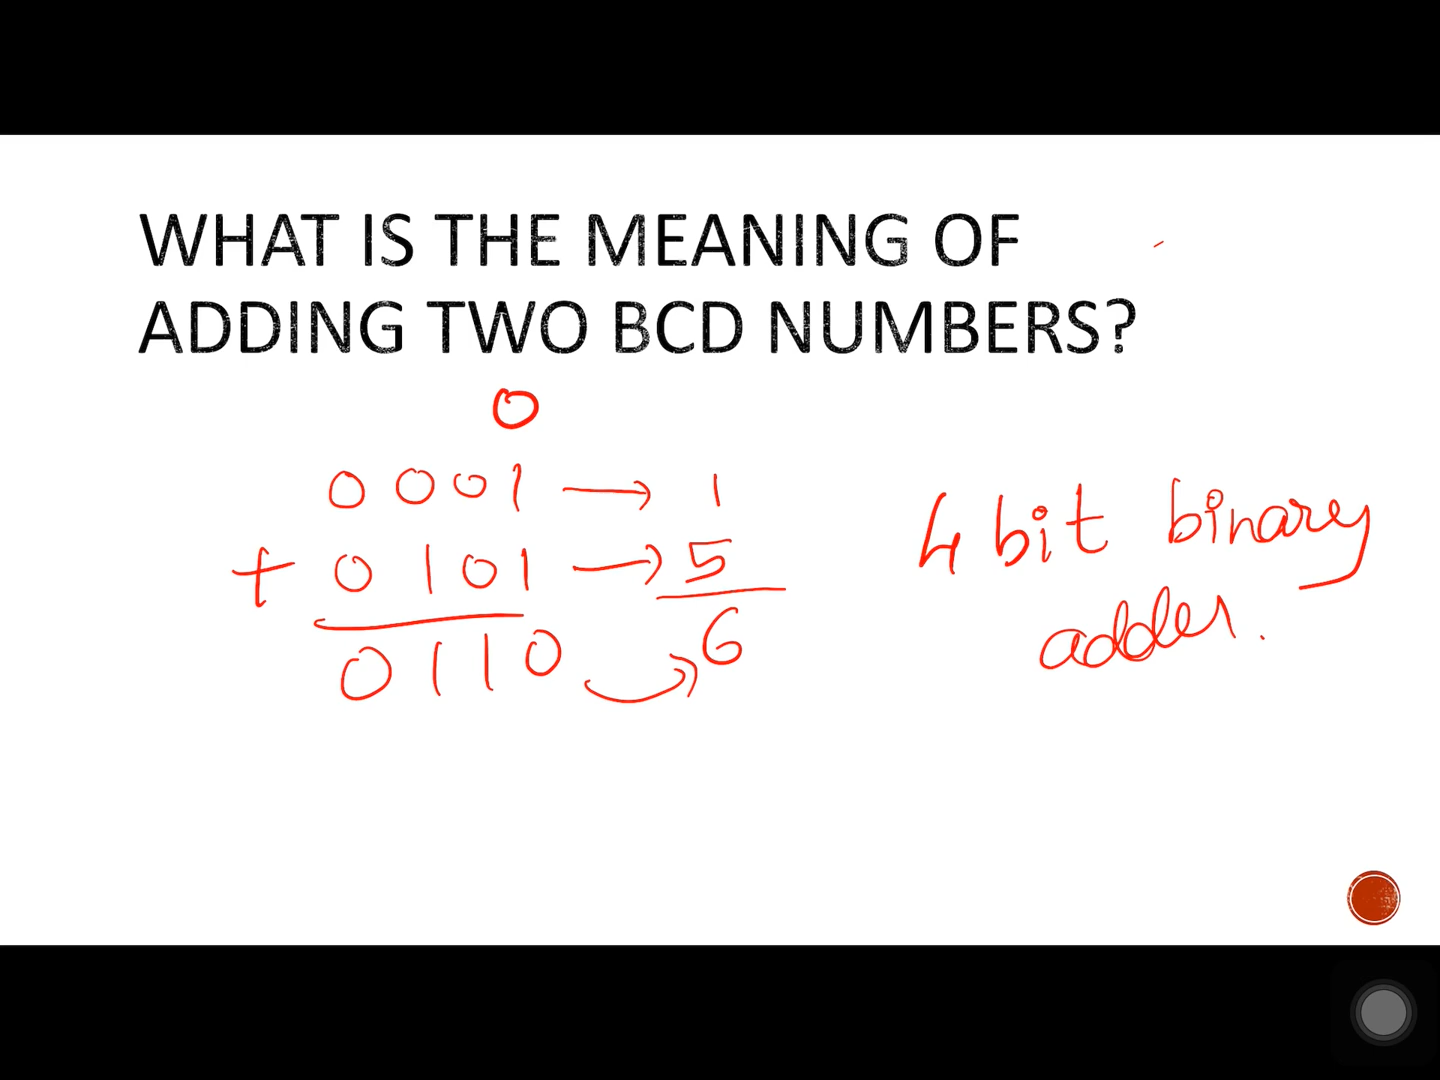 WHAT IS THE MEANING OF
ADDING TWO BCD NUMBERS?
0
0001 → 1
+ 0101 → 5
0110 → 6
4 bit binary
adder.